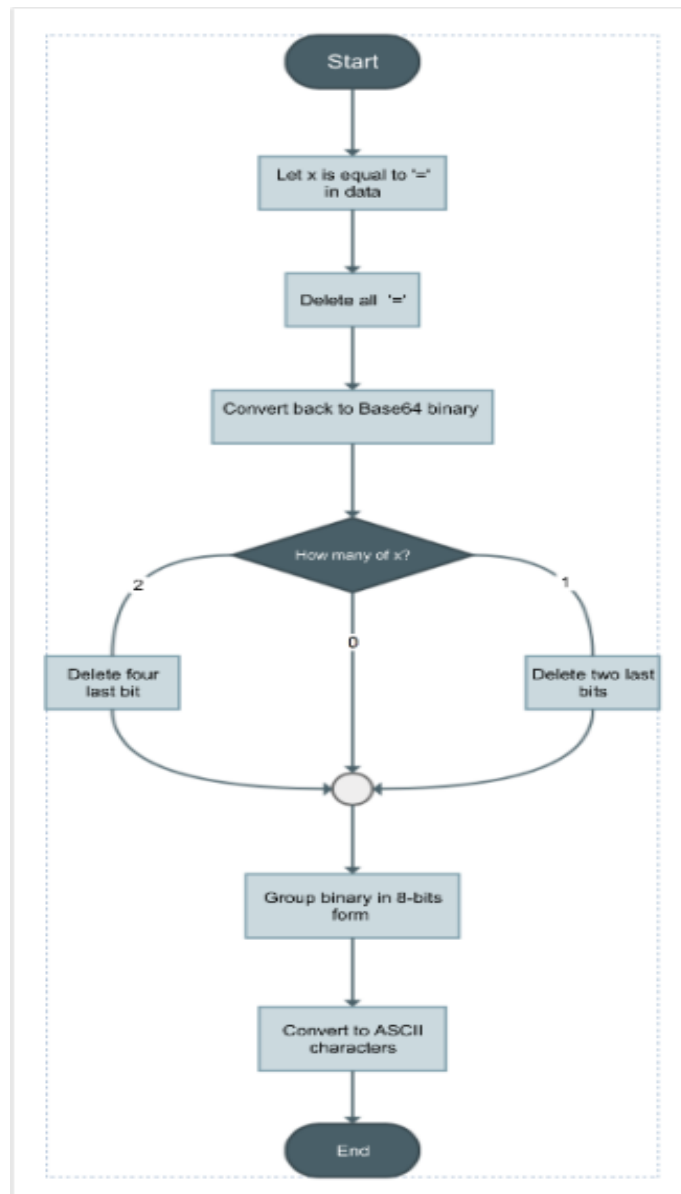 Start
Let x is equal to '='
in data
Delete all '='
Convert back to Base64 binary
How many of x?
2
0
1
Delete four
last bit
Delete two last
bits
Group binary in 8-bits
form
Convert to ASCII
characters
End